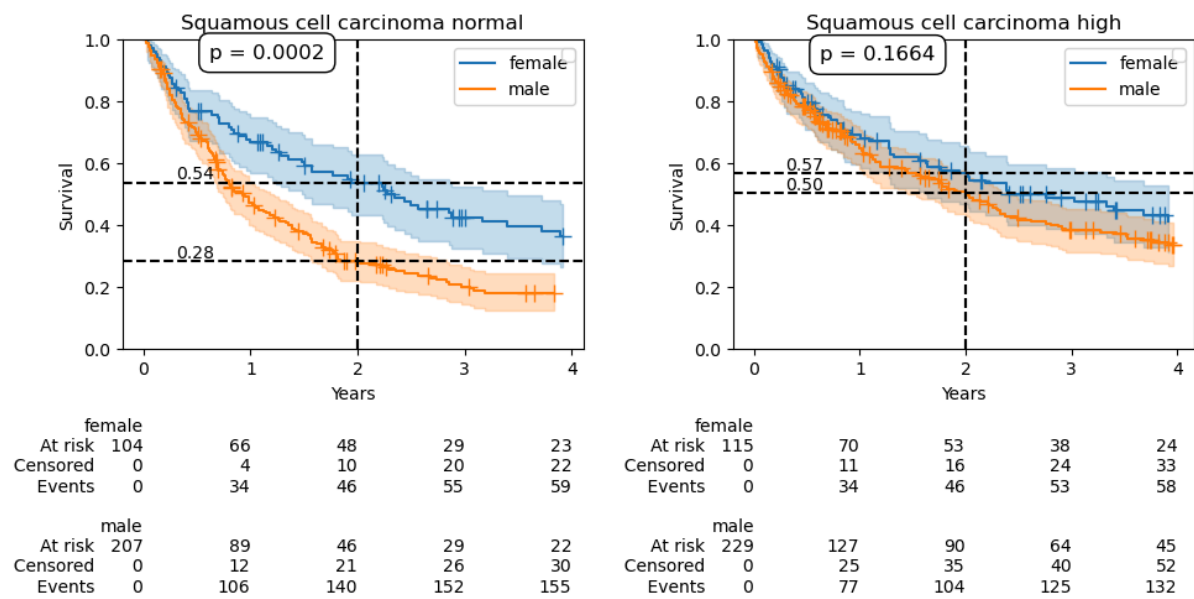 Squamous cell carcinoma normal
p = 0.0002
female
male
0.54
0.28
Survival
1.0
0.8
0.6
0.4
0.2
0.0
0 1 2 3 4
Years
female
At risk 104 66 48 29 23
Censored 0 4 10 20 22
Events 0 34 46 55 59
male
At risk 207 89 46 29 22
Censored 0 12 21 26 30
Events 0 106 140 152 155
Squamous cell carcinoma high
p = 0.1664
female
male
0.57
0.50
Survival
1.0
0.8
0.6
0.4
0.2
0.0
0 1 2 3 4
Years
female
At risk 115 70 53 38 24
Censored 0 11 16 24 33
Events 0 34 46 53 58
male
At risk 229 127 90 64 45
Censored 0 25 35 40 52
Events 0 77 104 125 132